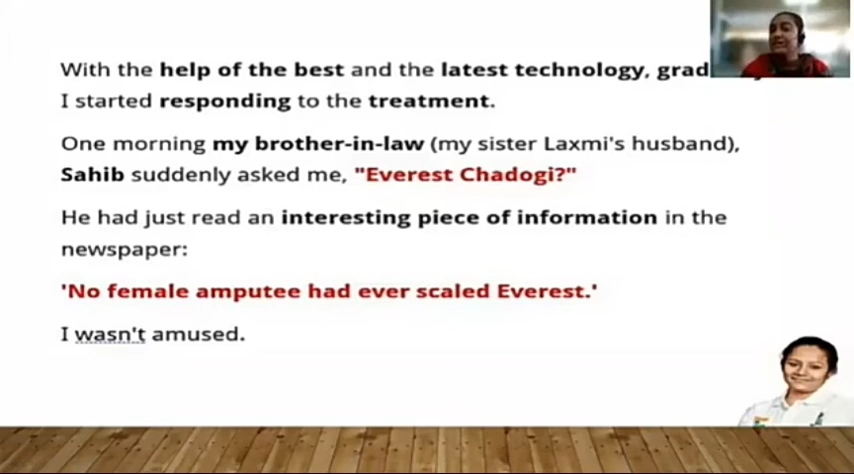 With the help of the best and the latest technology, grad
I started responding to the treatment.
One morning my brother-in-law (my sister Laxmi's husband),
Sahib suddenly asked me, "Everest Chadogi?"
He had just read an interesting piece of information in the
newspaper:
'No female amputee had ever scaled Everest.'
I wasn't amused.